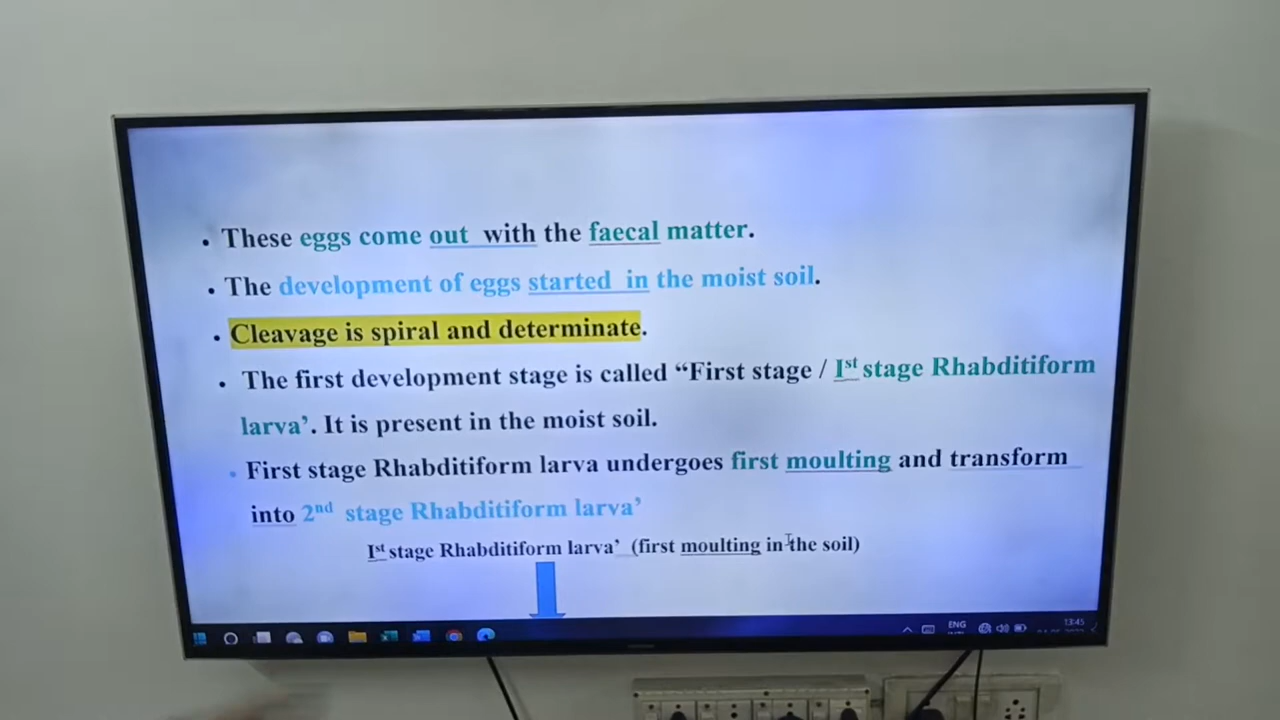 • These eggs come out with the faecal matter.
• The development of eggs started in the moist soil.
• Cleavage is spiral and determinate.
• The first development stage is called “First stage / Ist stage Rhabditiform
larva’. It is present in the moist soil.
• First stage Rhabditiform larva undergoes first moulting and transform
into 2nd stage Rhabditiform larva’
Ist stage Rhabditiform larva’ (first moulting in the soil)
ENG
13:45